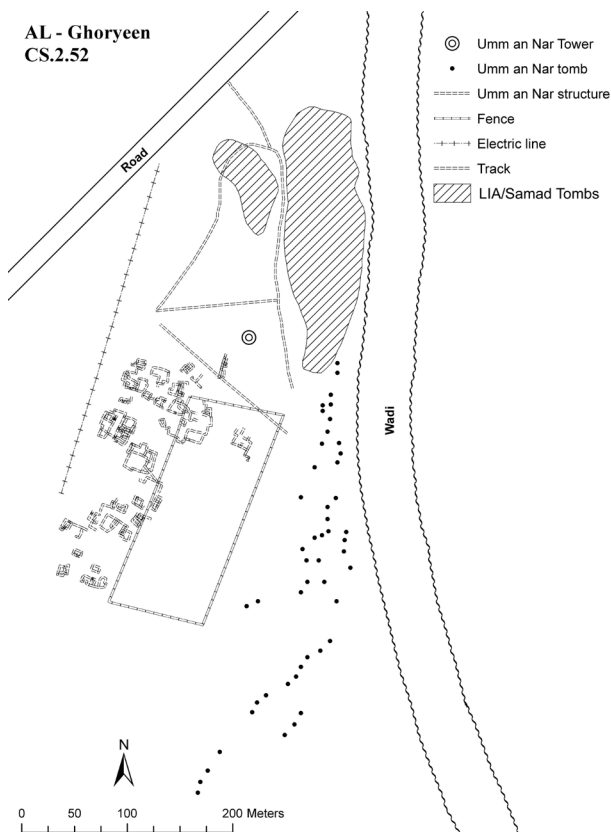 AL - Ghoryeen
CS.2.52
Umm an Nar Tower
Umm an Nar tomb
Umm an Nar structure
Fence
Electric line
Track
LIA/Samad Tombs
Road
Wadi
N
0 50 100 200 Meters